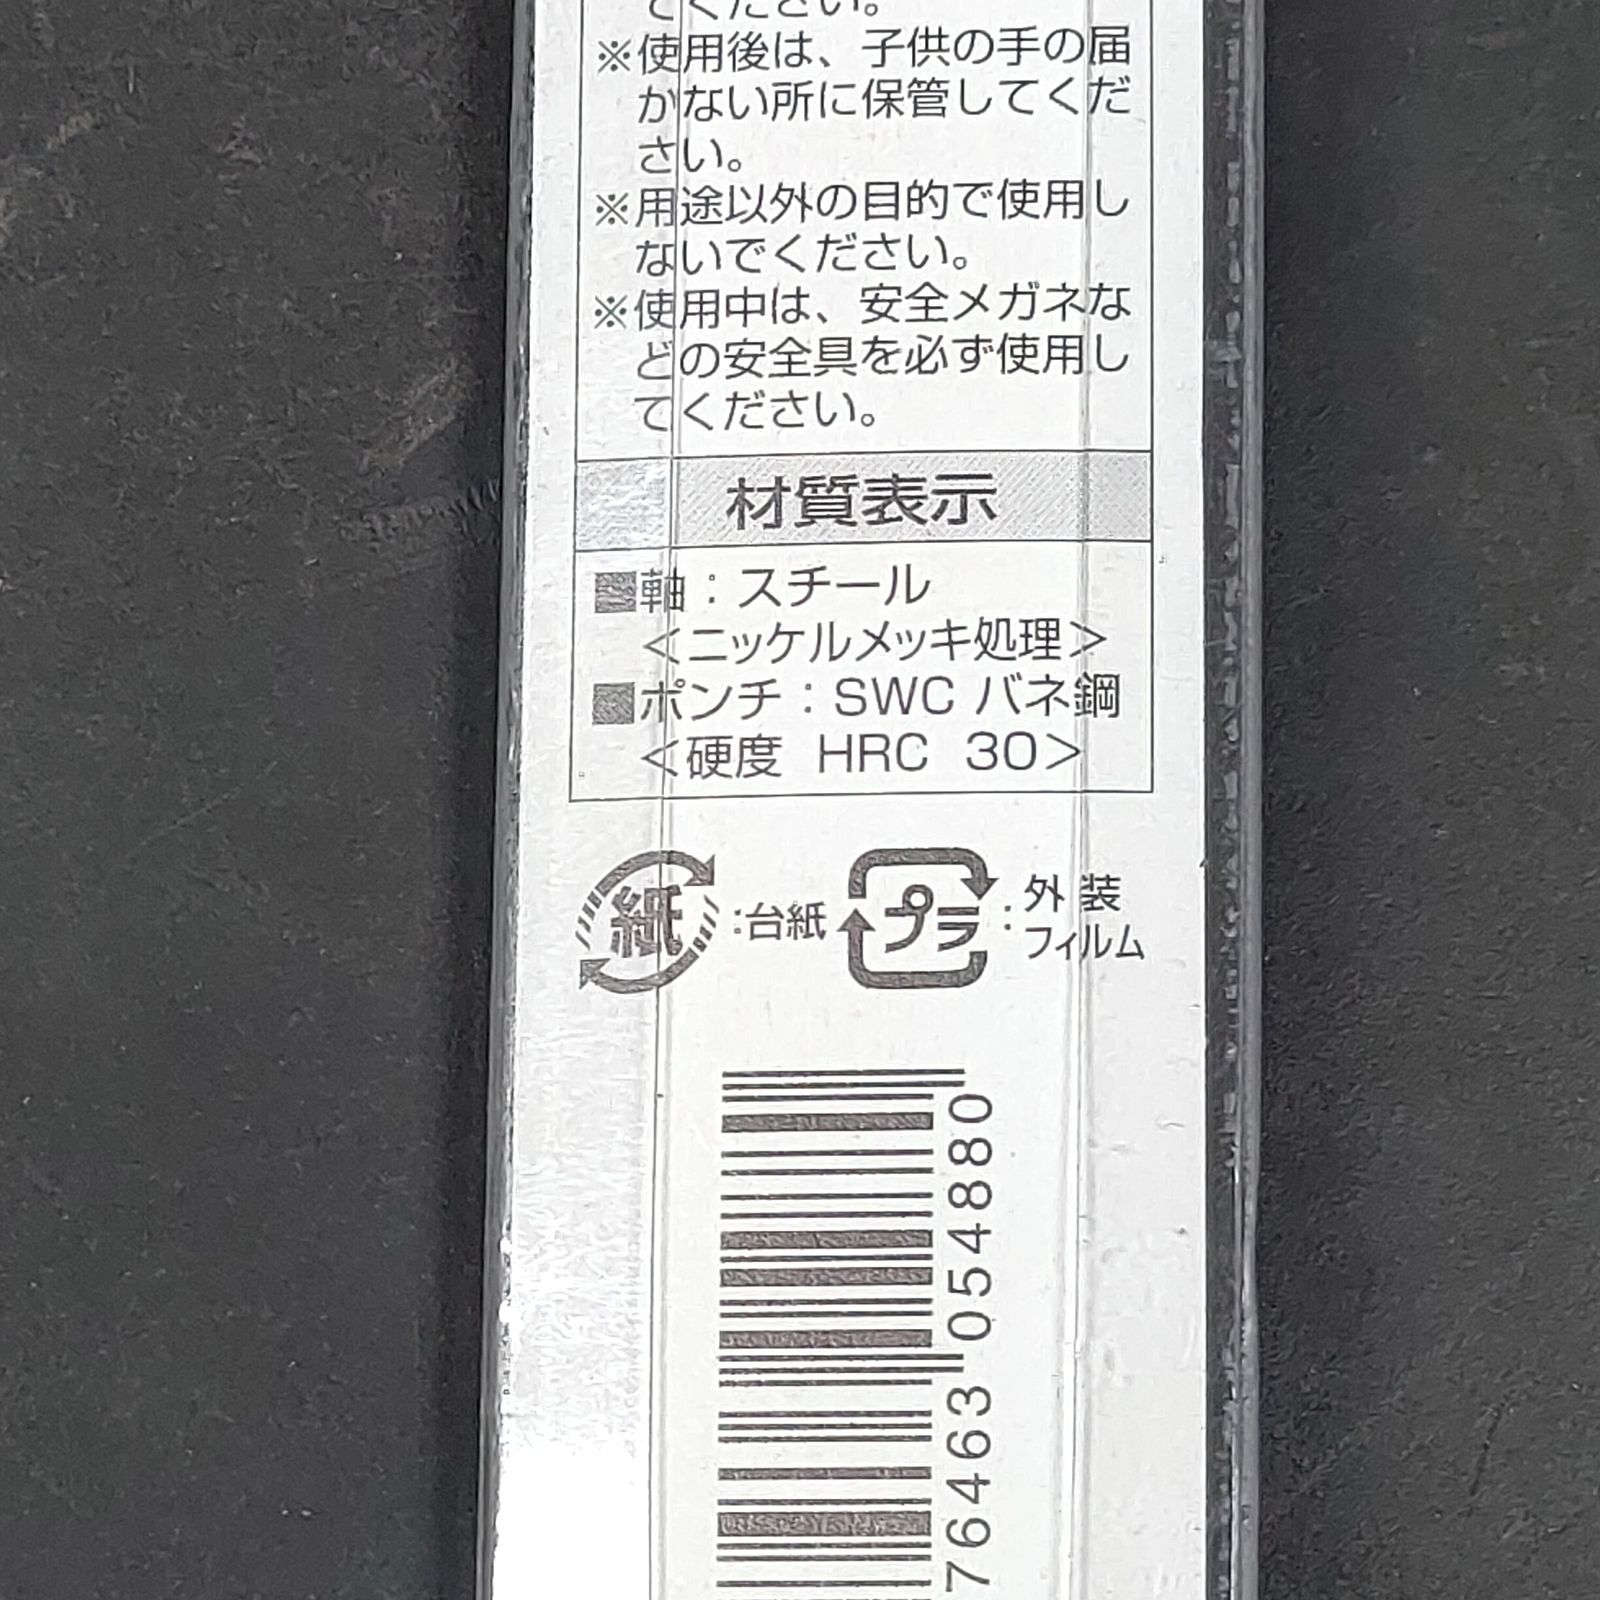 てください。
※使用後は、子供の手の届
かない所に保管してくだ
さい。
※用途以外の目的で使用し
ないでください。
※使用中は、安全メガネな
どの安全具を必ず使用し
てください。
材質表示
■軸：スチール
＜ニッケルメッキ処理＞
■ポンチ：SWC バネ鋼
＜硬度 HRC 30＞
紙：台紙
プラ：外装
フィルム
76463 054880